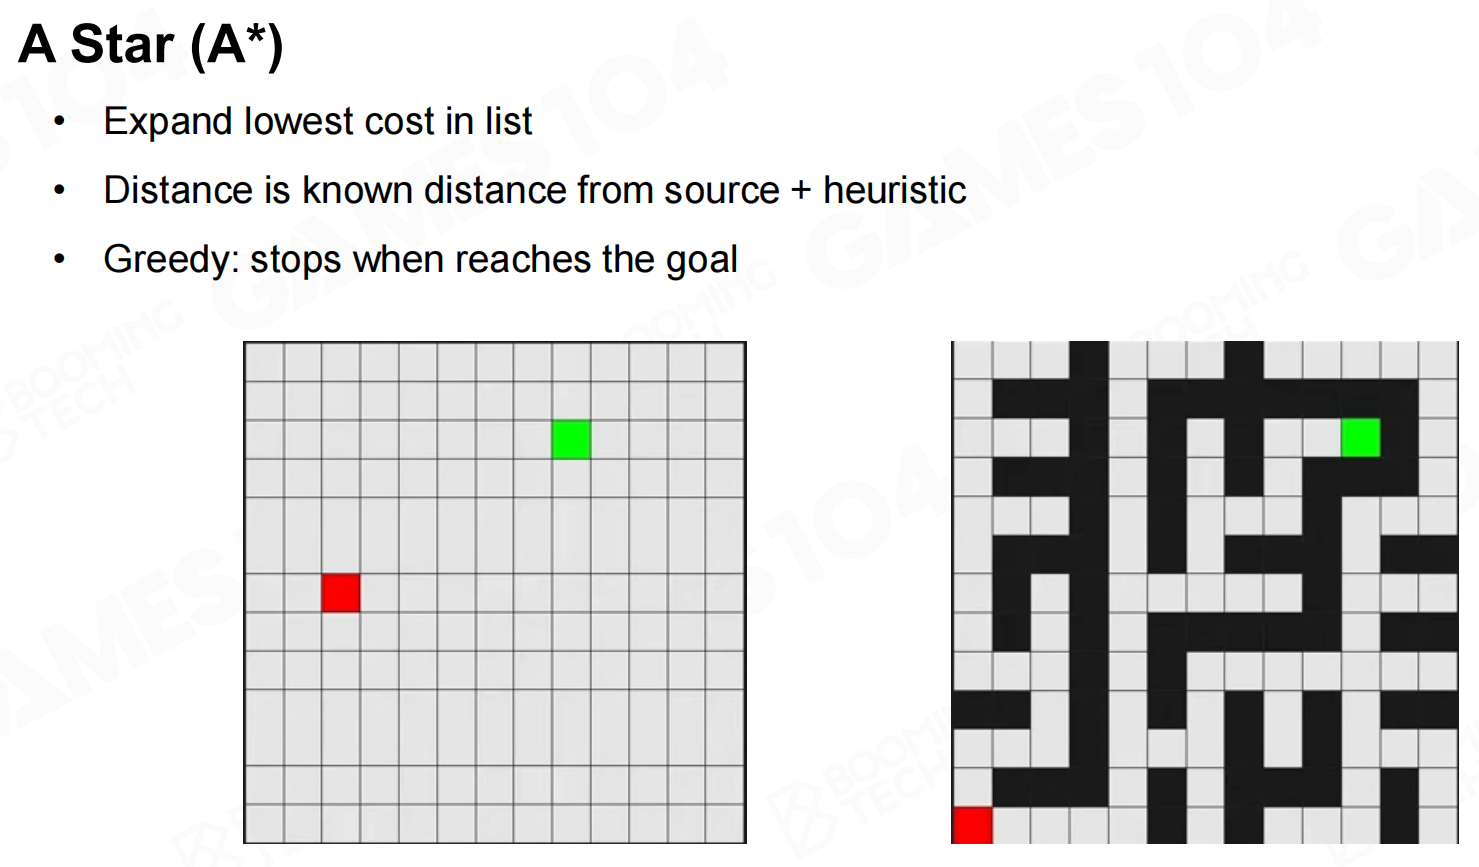 A Star (A*)
• Expand lowest cost in list
• Distance is known distance from source + heuristic
• Greedy: stops when reaches the goal
GAMES104
BOOMING
TECH